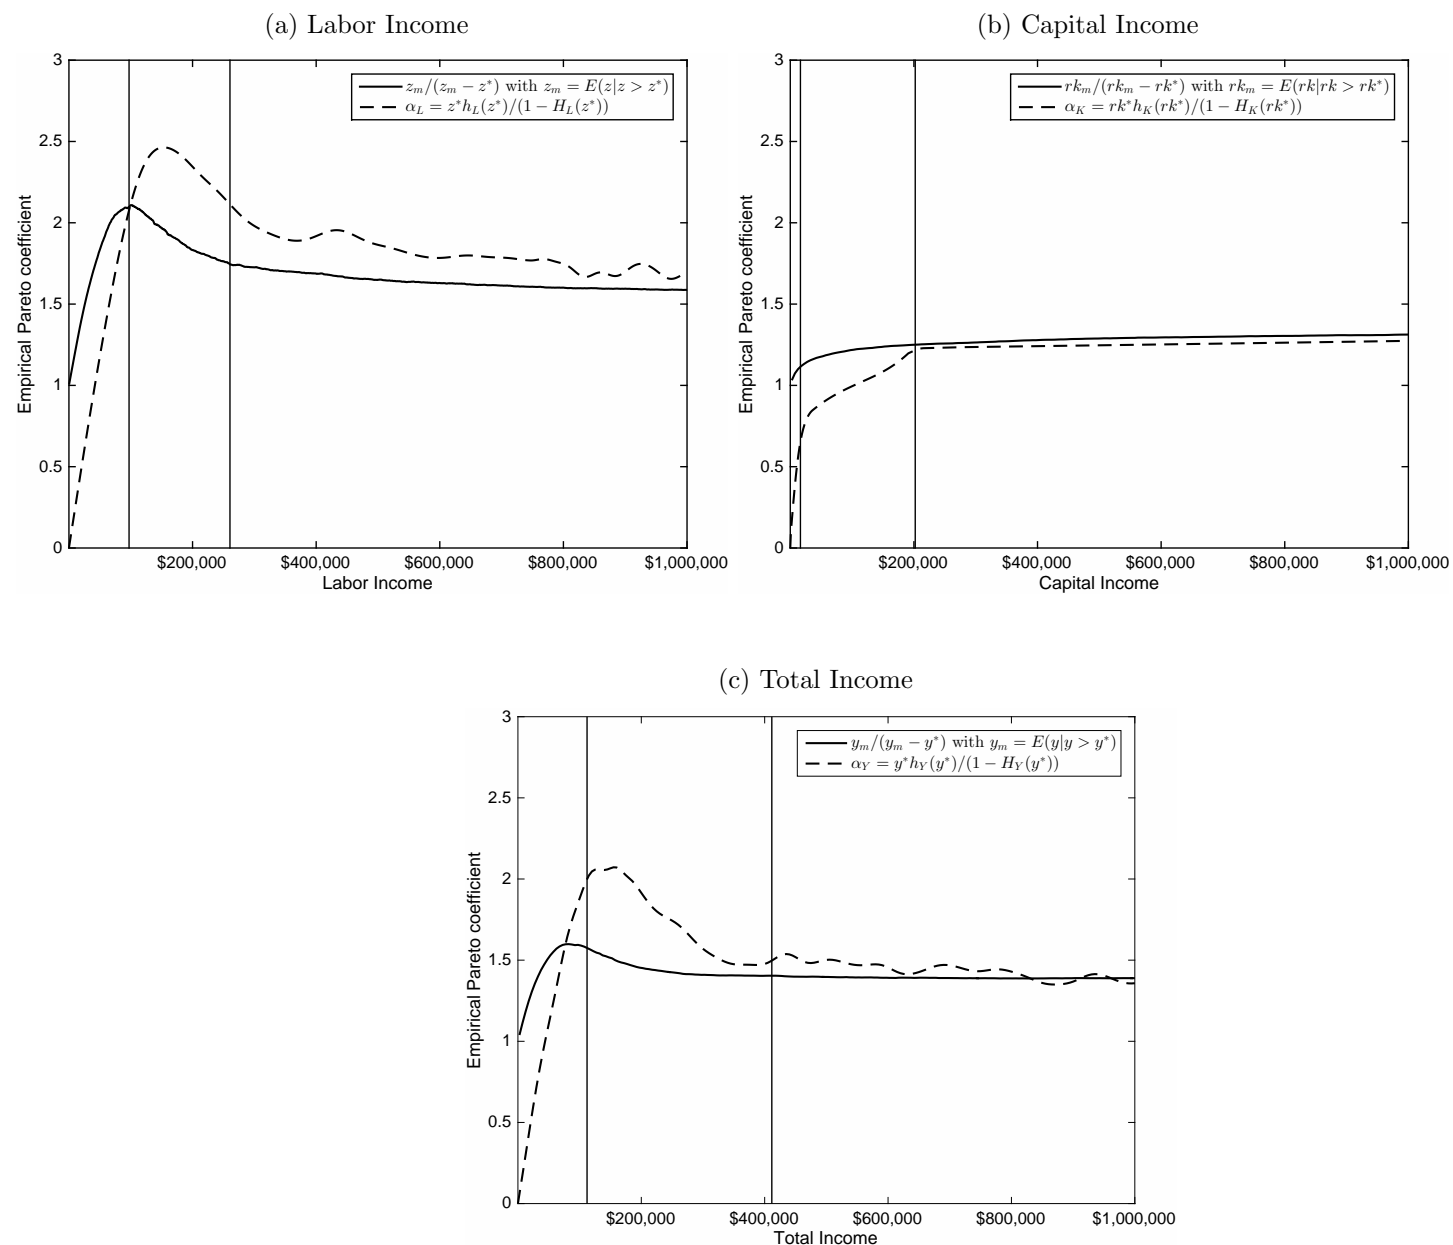 (a) Labor Income
3
2.5
2
1.5
1
0.5
0
Empirical Pareto coefficient
z_m/(z_m − z*) with z_m = E(z|z > z*)
α_L = z*h_L(z*)/(1 − H_L(z*))
$200,000 $400,000 $600,000 $800,000 $1,000,000
Labor Income
(b) Capital Income
3
2.5
2
1.5
1
0.5
0
Empirical Pareto coefficient
rk_m/(rk_m − rk*) with rk_m = E(rk|rk > rk*)
α_K = rk*h_K(rk*)/(1 − H_K(rk*))
$200,000 $400,000 $600,000 $800,000 $1,000,000
Capital Income
(c) Total Income
3
2.5
2
1.5
1
0.5
0
Empirical Pareto coefficient
y_m/(y_m − y*) with y_m = E(y|y > y*)
α_Y = y*h_Y(y*)/(1 − H_Y(y*))
$200,000 $400,000 $600,000 $800,000 $1,000,000
Total Income